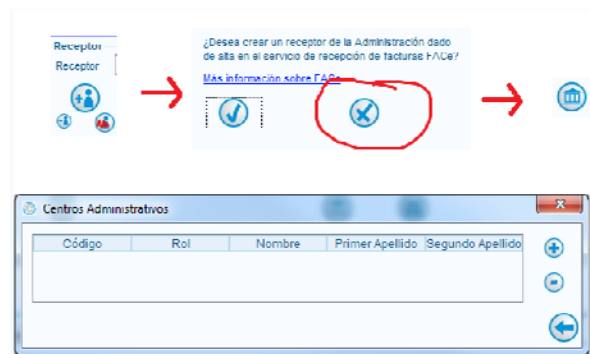 Receptor
Receptor
¿Desea crear un receptor de la Administración dado
de alta en el servicio de recepción de facturas FACe?
Más información sobre FACe
Centros Administrativos
Código Rol Nombre Primer Apellido Segundo Apellido